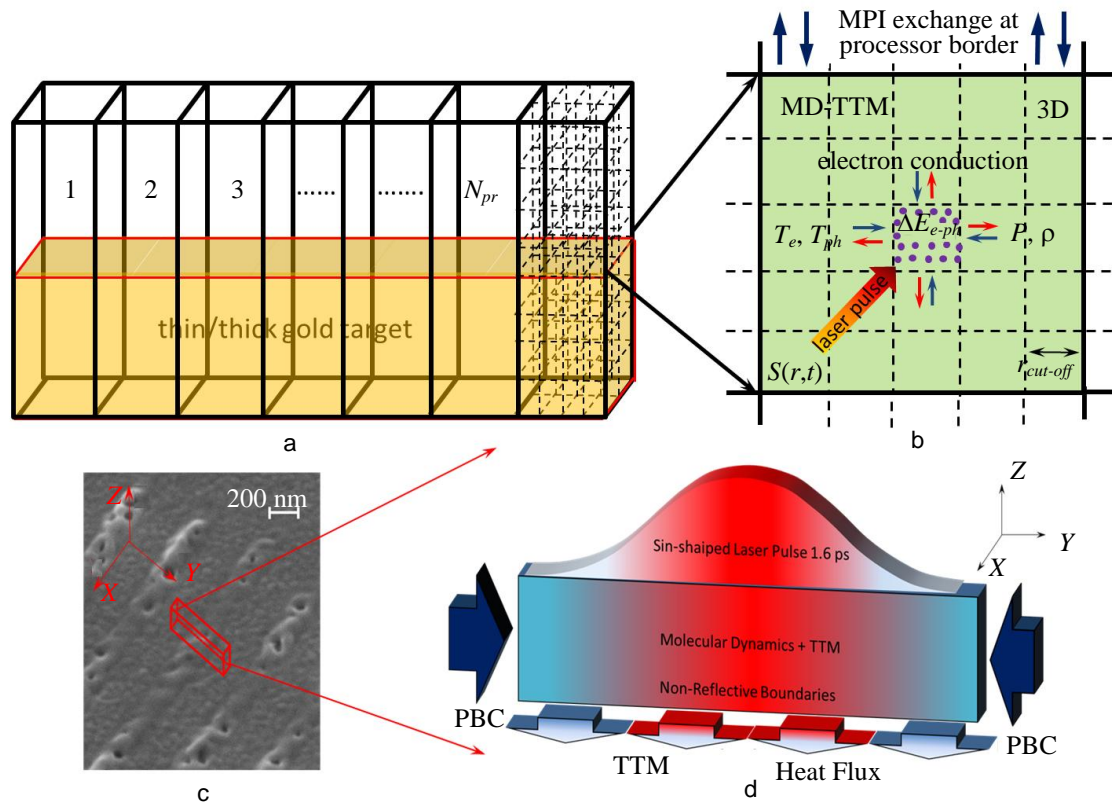 1
2
3
......
.......
N_pr
thin/thick gold target
a
MPI exchange at
processor border
MD-TTM
3D
electron conduction
ΔE_e-ph
T_e, T_ph
P, ρ
laser pulse
S(r,t)
r_cut-off
b
Z
X
Y
200 nm
c
Z
Y
X
Sin-shaiped Laser Pulse 1.6 ps
Molecular Dynamics + TTM
Non-Reflective Boundaries
PBC
PBC
TTM
Heat Flux
d